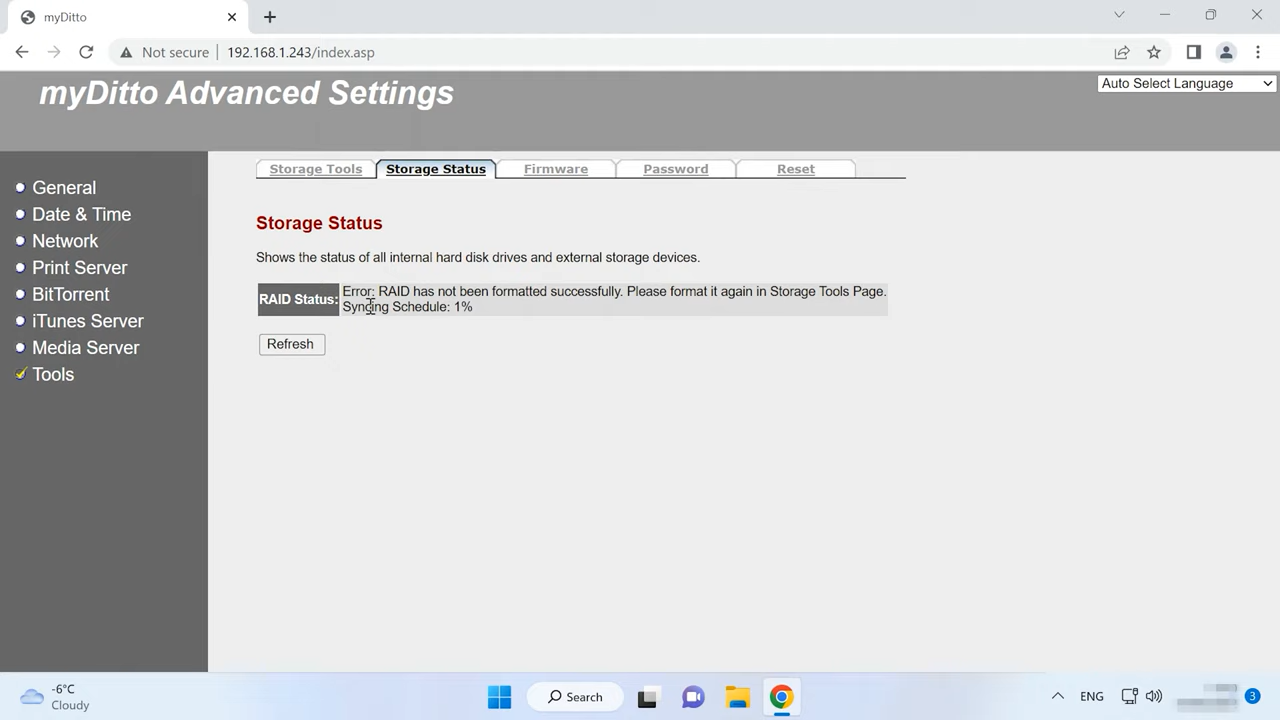 myDitto
Not secure
192.168.1.243/index.asp
myDitto Advanced Settings
Auto Select Language
Storage Tools
Storage Status
Firmware
Password
Reset
General
Date & Time
Network
Print Server
BitTorrent
iTunes Server
Media Server
Tools
Storage Status
Shows the status of all internal hard disk drives and external storage devices.
RAID Status:
Error: RAID has not been formatted successfully. Please format it again in Storage Tools Page.
Syncing Schedule: 1%
Refresh
-6°C
Cloudy
Search
ENG
3